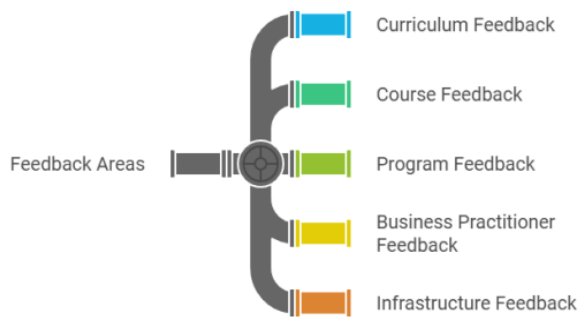 Curriculum Feedback
Course Feedback
Feedback Areas
Program Feedback
Business Practitioner
Feedback
Infrastructure Feedback